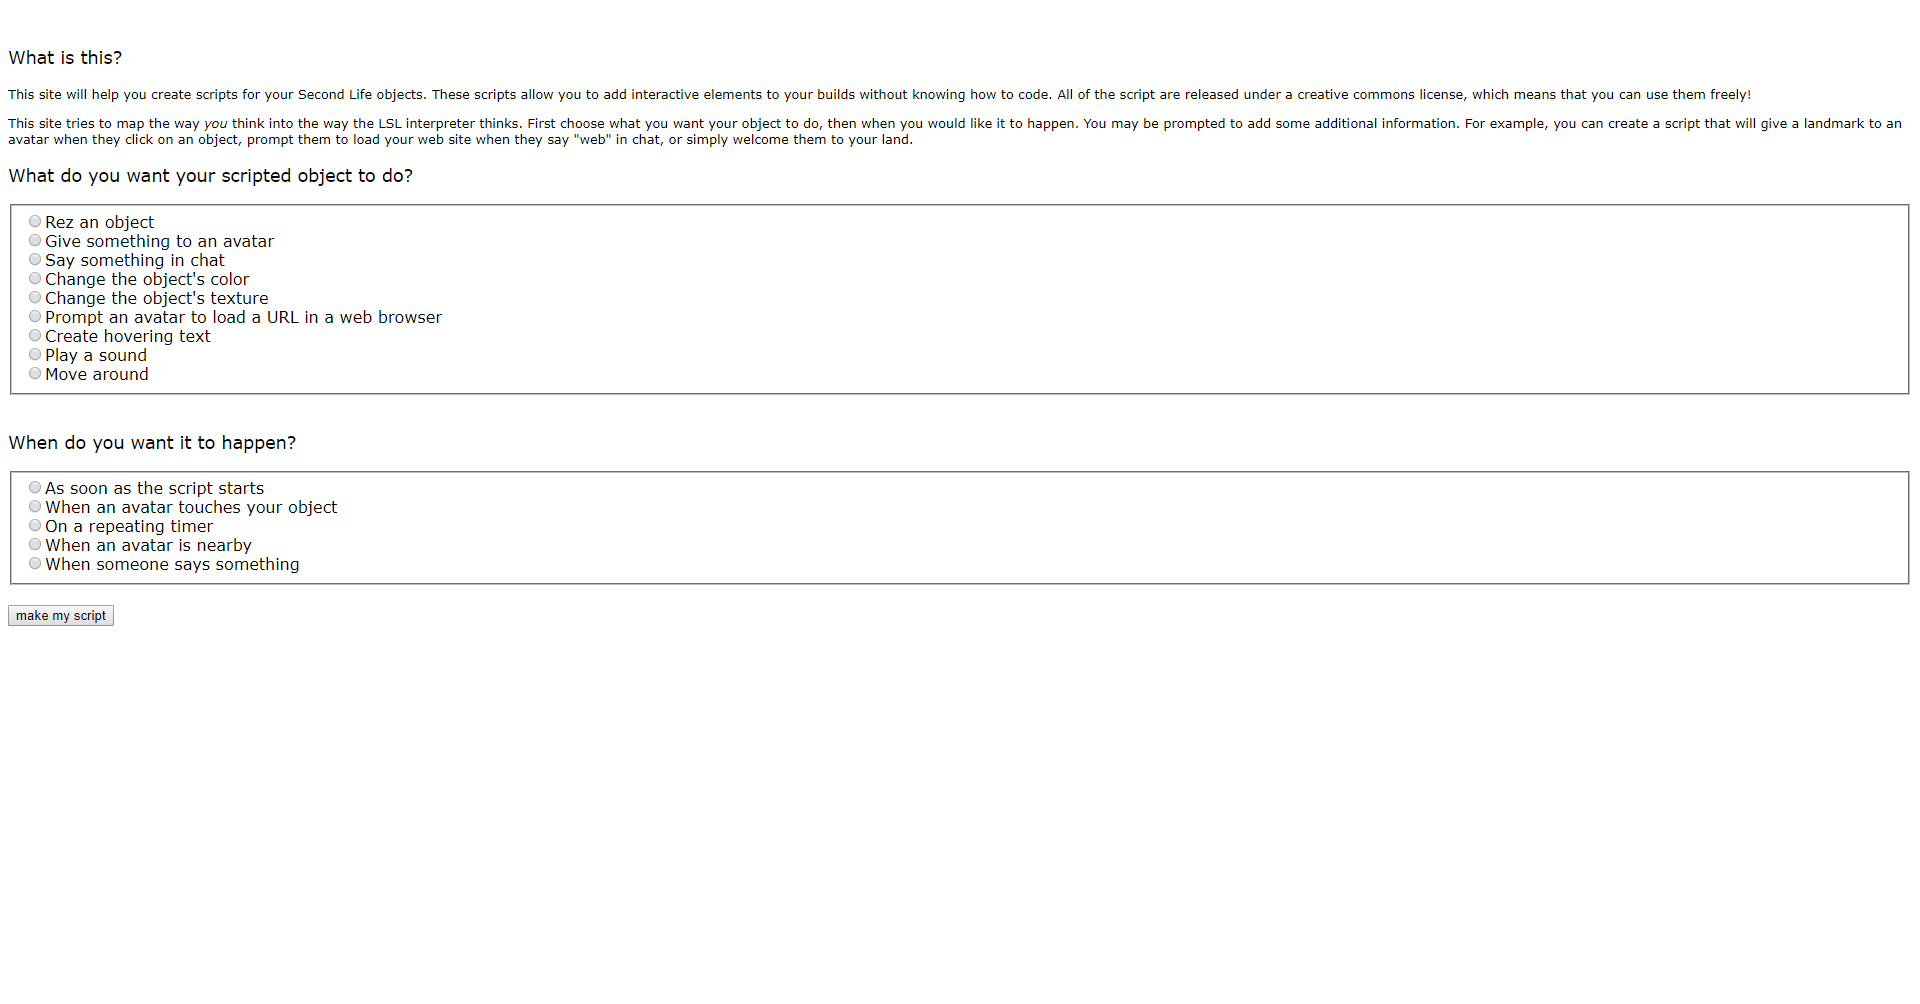 What is this?
This site will help you create scripts for your Second Life objects. These scripts allow you to add interactive elements to your builds without knowing how to code. All of the script are released under a creative commons license, which means that you can use them freely!
This site tries to map the way you think into the way the LSL interpreter thinks. First choose what you want your object to do, then when you would like it to happen. You may be prompted to add some additional information. For example, you can create a script that will give a landmark to an
avatar when they click on an object, prompt them to load your web site when they say "web" in chat, or simply welcome them to your land.
What do you want your scripted object to do?
Rez an object
Give something to an avatar
Say something in chat
Change the object's color
Change the object's texture
Prompt an avatar to load a URL in a web browser
Create hovering text
Play a sound
Move around
When do you want it to happen?
As soon as the script starts
When an avatar touches your object
On a repeating timer
When an avatar is nearby
When someone says something
make my script